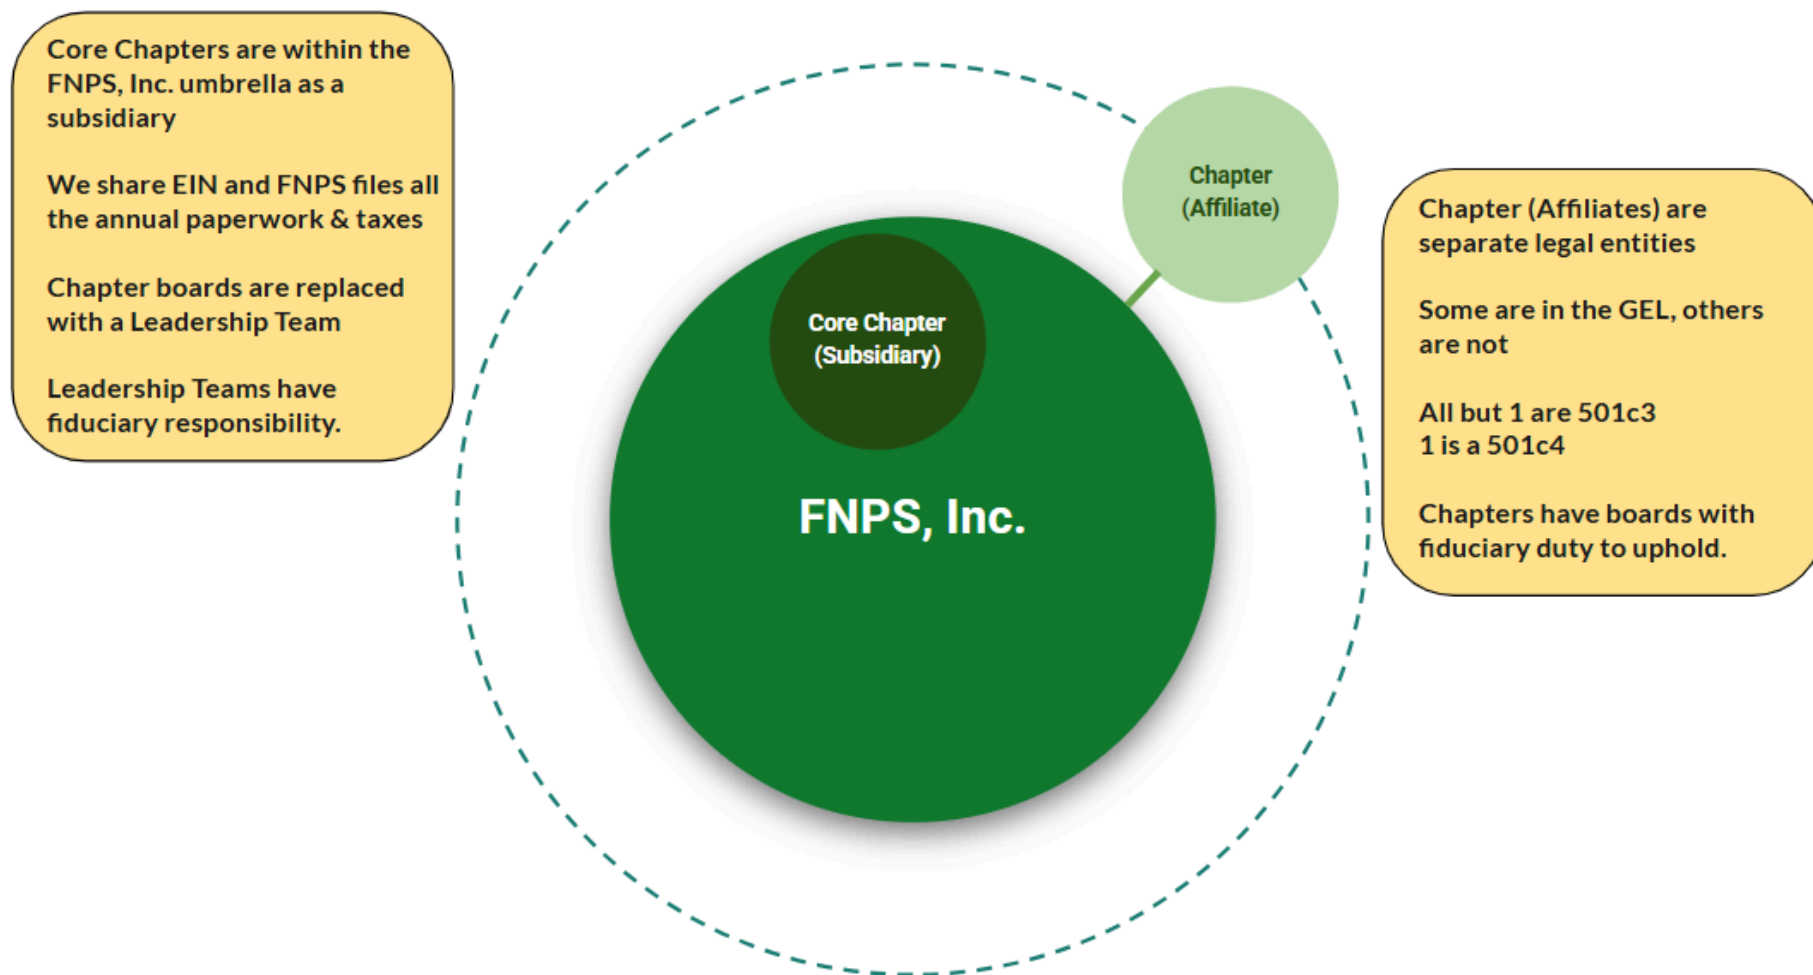 Core Chapters are within the
FNPS, Inc. umbrella as a
subsidiary
We share EIN and FNPS files all
the annual paperwork & taxes
Chapter boards are replaced
with a Leadership Team
Leadership Teams have
fiduciary responsibility.
Chapter
(Affiliate)
Core Chapter
(Subsidiary)
FNPS, Inc.
Chapter (Affiliates) are
separate legal entities
Some are in the GEL, others
are not
All but 1 are 501c3
1 is a 501c4
Chapters have boards with
fiduciary duty to uphold.